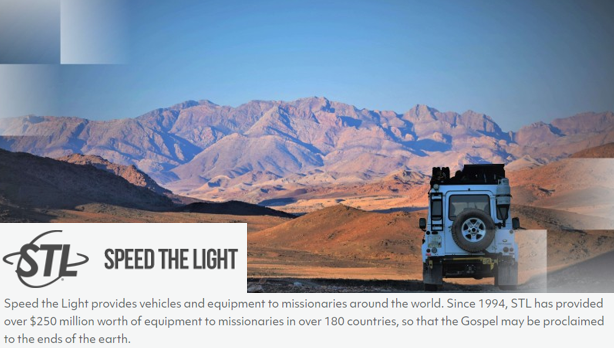 STL SPEED THE LIGHT
Speed the Light provides vehicles and equipment to missionaries around the world. Since 1994, STL has provided
over $250 million worth of equipment to missionaries in over 180 countries, so that the Gospel may be proclaimed
to the ends of the earth.